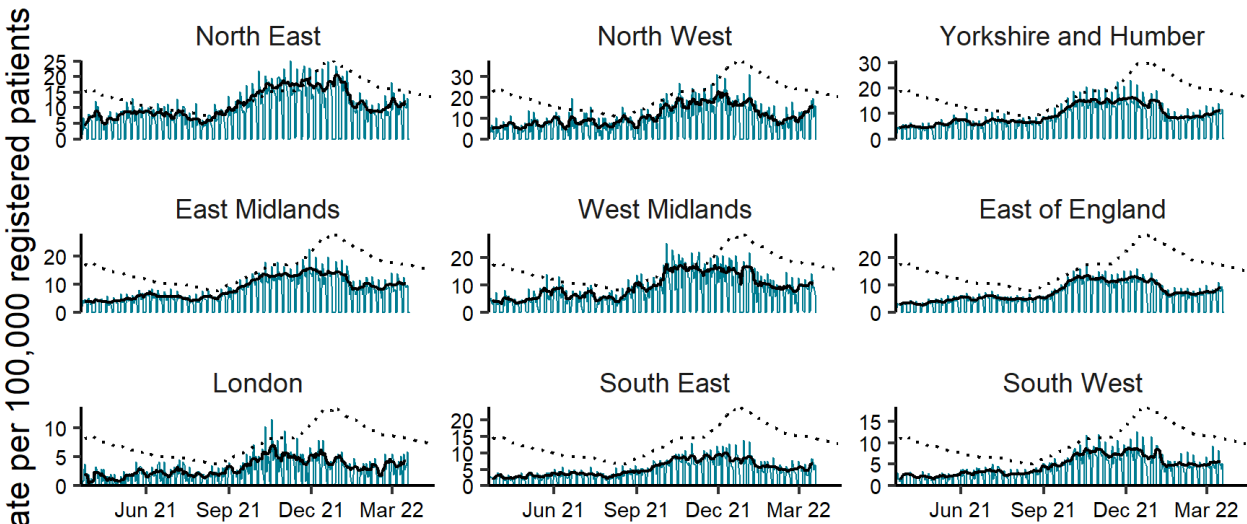 ate per 100,000 registered patients
North East
North West
Yorkshire and Humber
25
20
15
10
5
0
30
20
10
0
30
20
10
0
East Midlands
West Midlands
East of England
20
10
0
20
10
0
20
10
0
London
South East
South West
10
5
0
20
15
10
5
0
15
10
5
0
Jun 21 Sep 21 Dec 21 Mar 22
Jun 21 Sep 21 Dec 21 Mar 22
Jun 21 Sep 21 Dec 21 Mar 22